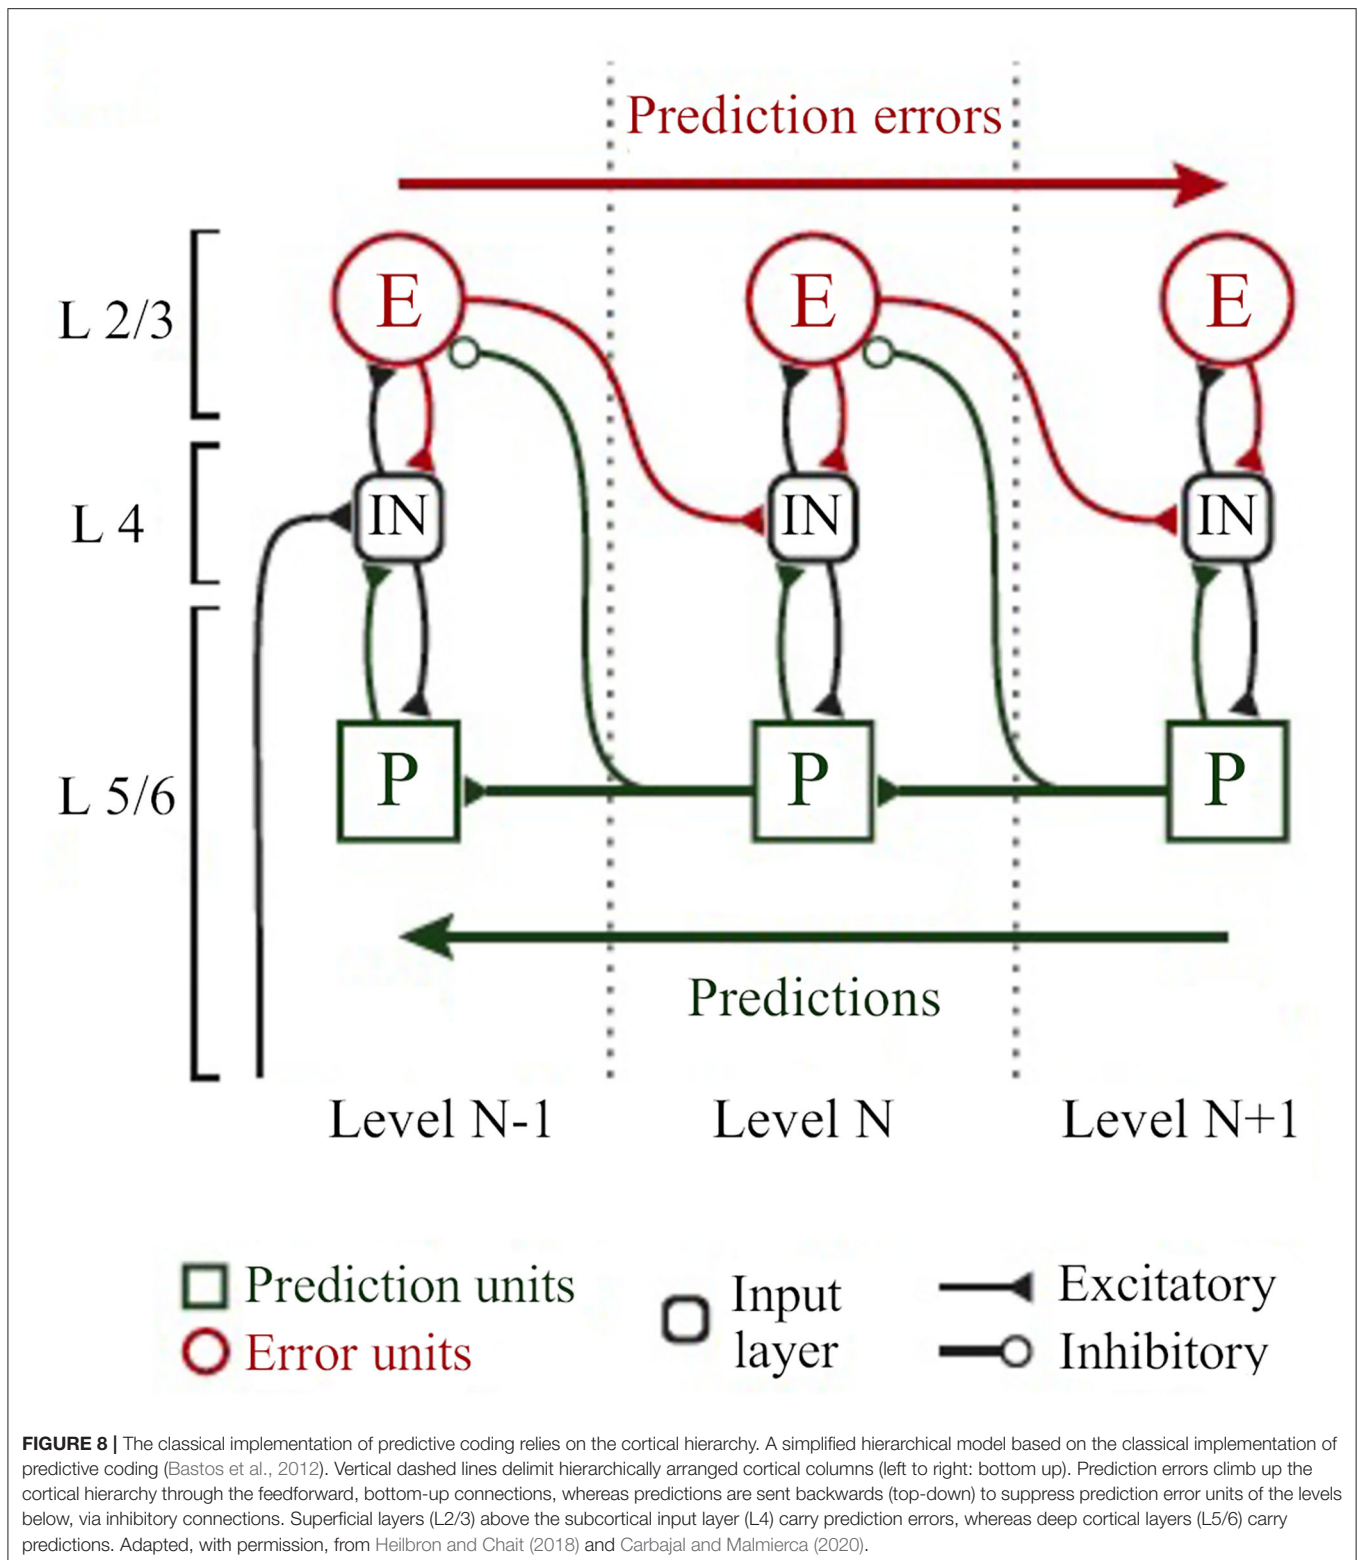 Prediction errors
E E E
L 2/3
IN IN IN
L 4
P P P
L 5/6
Predictions
Level N-1 Level N Level N+1
Prediction units
Error units
Input
layer
Excitatory
Inhibitory
FIGURE 8 | The classical implementation of predictive coding relies on the cortical hierarchy. A simplified hierarchical model based on the classical implementation of
predictive coding (Bastos et al., 2012). Vertical dashed lines delimit hierarchically arranged cortical columns (left to right: bottom up). Prediction errors climb up the
cortical hierarchy through the feedforward, bottom-up connections, whereas predictions are sent backwards (top-down) to suppress prediction error units of the levels
below, via inhibitory connections. Superficial layers (L2/3) above the subcortical input layer (L4) carry prediction errors, whereas deep cortical layers (L5/6) carry
predictions. Adapted, with permission, from Heilbron and Chait (2018) and Carbajal and Malmierca (2020).